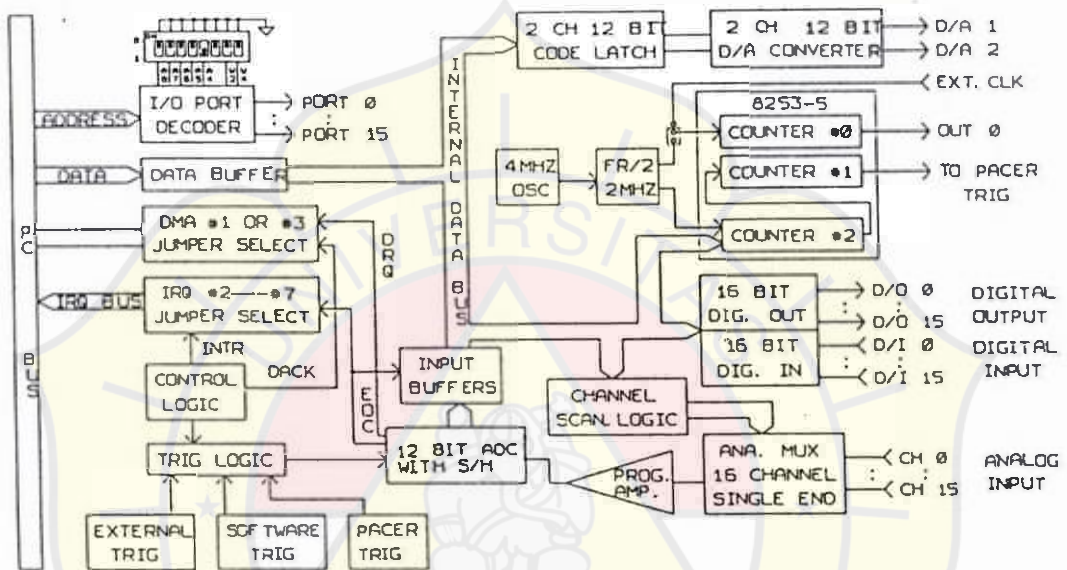 PC BUS
ADDRESS
I/O PORT
DECODER
PORT 0
PORT 15
DATA
DATA BUFFER
DMA #1 OR #3
JUMPER SELECT
IRQ BUS
IRQ #2---#7
JUMPER SELECT
INTR
DACK
DRQ
EOC
CONTROL
LOGIC
TRIG LOGIC
EXTERNAL
TRIG
SOFTWARE
TRIG
PACER
TRIG
INTERNAL DATA BUS
INPUT
BUFFERS
12 BIT ADC
WITH S/H
2 CH 12 BIT
CODE LATCH
2 CH 12 BIT
D/A CONVERTER
D/A 1
D/A 2
EXT. CLK
8253-5
4MHZ
OSC
FR/2
2MHZ
COUNTER #0
OUT 0
COUNTER #1
TO PACER
TRIG
COUNTER #2
16 BIT
DIG. OUT
D/O 0
D/O 15
DIGITAL
OUTPUT
16 BIT
DIG. IN
D/I 0
D/I 15
DIGITAL
INPUT
CHANNEL
SCAN LOGIC
PROG.
AMP.
ANA. MUX
16 CHANNEL
SINGLE END
CH 0
CH 15
ANALOG
INPUT
UNIVERSITAS